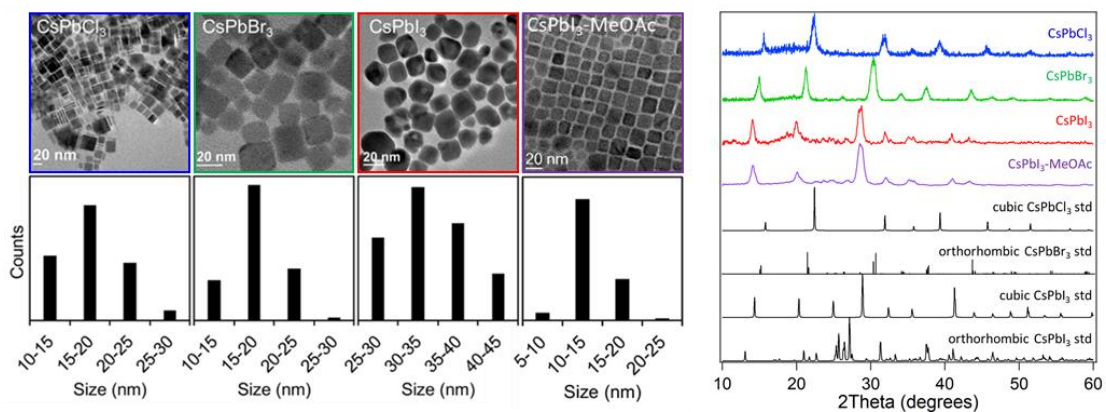 CsPbCl₃
CsPbBr₃
CsPbI₃
CsPbI₃-MeOAc
20 nm
20 nm
20 nm
20 nm
Counts
10-15
15-20
20-25
25-30
Size (nm)
10-15
15-20
20-25
25-30
Size (nm)
25-30
30-35
35-40
40-45
Size (nm)
5-10
10-15
15-20
20-25
Size (nm)
CsPbCl₃
CsPbBr₃
CsPbI₃
CsPbI₃-MeOAc
cubic CsPbCl₃ std
orthorhombic CsPbBr₃ std
cubic CsPbI₃ std
orthorhombic CsPbI₃ std
10 20 30 40 50 60
2Theta (degrees)